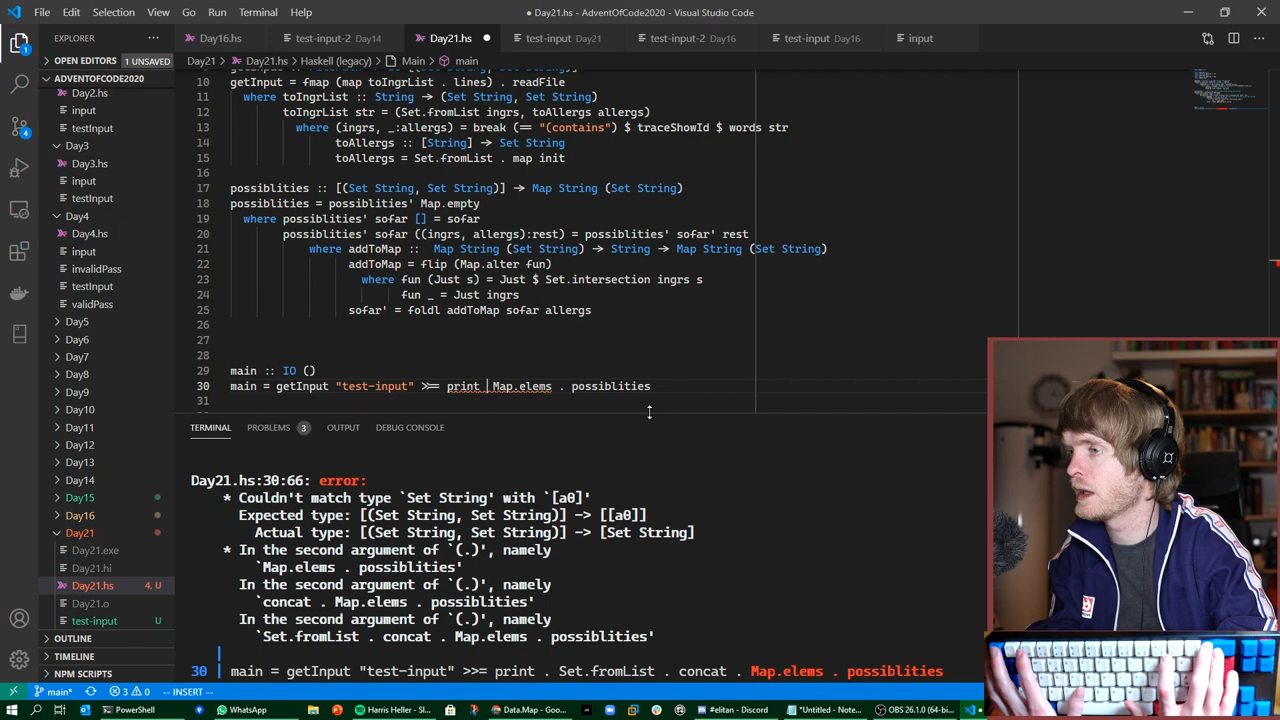 File Edit Selection View Go Run Terminal Help
● Day21.hs - AdventOfCode2020 - Visual Studio Code
EXPLORER
Day16.hs
test-input-2 Day14
Day21.hs ●
test-input Day21
test-input-2 Day16
test-input Day16
input
OPEN EDITORS 1 UNSAVED
Day21 > Day21.hs > Haskell (legacy) > Main > main
ADVENTOFCODE2020
Day2.hs
input
testInput
Day3
Day3.hs
input
testInput
Day4
Day4.hs
input
invalidPass
testInput
validPass
Day5
Day6
Day7
Day8
Day9
Day10
Day11
Day12
Day13
Day14
Day15
Day16
Day21
Day21.exe
Day21.hi
Day21.hs 4, U
Day21.o
test-input U
OUTLINE
TIMELINE
NPM SCRIPTS
10 getInput = fmap (map toIngrList . lines) . readFile
11 where toIngrList :: String → (Set String, Set String)
12 toIngrList str = (Set.fromList ingrs, toAllergs allergs)
13 where (ingrs, _:allergs) = break (== "(contains") $ traceShowId $ words str
14 toAllergs :: [String] → Set String
15 toAllergs = Set.fromList . map init
16
17 possiblities :: [(Set String, Set String)] → Map String (Set String)
18 possiblities = possiblities' Map.empty
19 where possiblities' sofar [] = sofar
20 possiblities' sofar ((ingrs, allergs):rest) = possiblities' sofar' rest
21 where addToMap :: Map String (Set String) → String → Map String (Set String)
22 addToMap = flip (Map.alter fun)
23 where fun (Just s) = Just $ Set.intersection ingrs s
24 fun _ = Just ingrs
25 sofar' = foldl addToMap sofar allergs
26
27
28
29 main :: IO ()
30 main = getInput "test-input" >>= print Map.elems . possiblities
31
TERMINAL PROBLEMS 3 OUTPUT DEBUG CONSOLE
Day21.hs:30:66: error:
* Couldn't match type `Set String' with `[a0]'
Expected type: [(Set String, Set String)] -> [[a0]]
Actual type: [(Set String, Set String)] -> [Set String]
* In the second argument of `(.)', namely
`Map.elems . possiblities'
In the second argument of `(.)', namely
`concat . Map.elems . possiblities'
In the second argument of `(.)', namely
`Set.fromList . concat . Map.elems . possiblities'
|
30 | main = getInput "test-input" >>= print . Set.fromList . concat . Map.elems . possiblities
main* 3 0 -- INSERT --
PowerShell
WhatsApp
Harris Heller - Sl...
Data.Map - Goo...
#elitan - Discord
*Untitled - Note...
OBS 26.1.0 (64-bi...